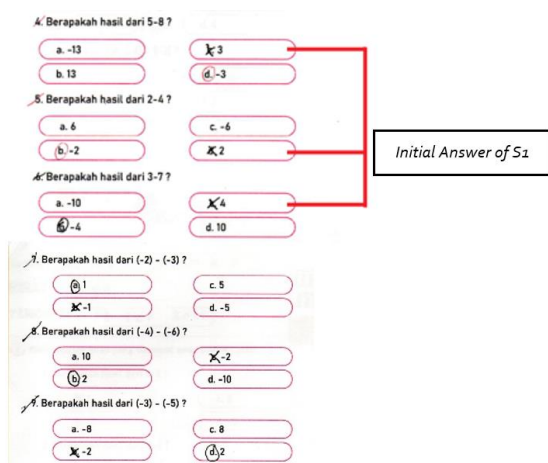 4. Berapakah hasil dari 5-8 ?
a. -13
c. 3
b. 13
d. -3
5. Berapakah hasil dari 2-4 ?
a. 6
c. -6
b. -2
d. 2
6. Berapakah hasil dari 3-7 ?
a. -10
c. 4
b. -4
d. 10
Initial Answer of S1
7. Berapakah hasil dari (-2) - (-3) ?
a. 1
c. 5
b. -1
d. -5
8. Berapakah hasil dari (-4) - (-6) ?
a. 10
c. -2
b. 2
d. -10
9. Berapakah hasil dari (-3) - (-5) ?
a. -8
c. 8
b. -2
d. 2